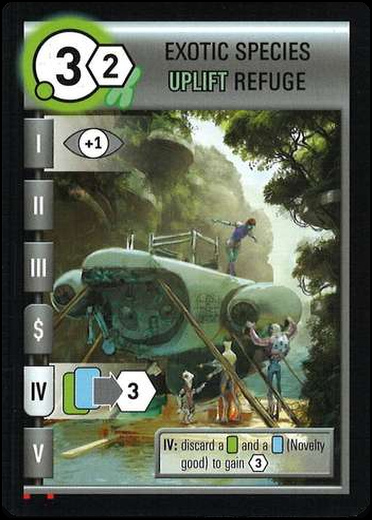 3 2
EXOTIC SPECIES
UPLIFT REFUGE
I
+1
II
III
$
IV
3
V
IV: discard a and a (Novelty
good) to gain 3